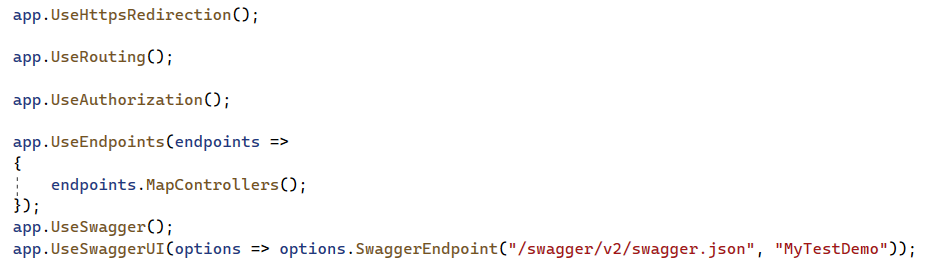 app.UseHttpsRedirection();
app.UseRouting();
app.UseAuthorization();
app.UseEndpoints(endpoints =>
{
    endpoints.MapControllers();
});
app.UseSwagger();
app.UseSwaggerUI(options => options.SwaggerEndpoint("/swagger/v2/swagger.json", "MyTestDemo"));